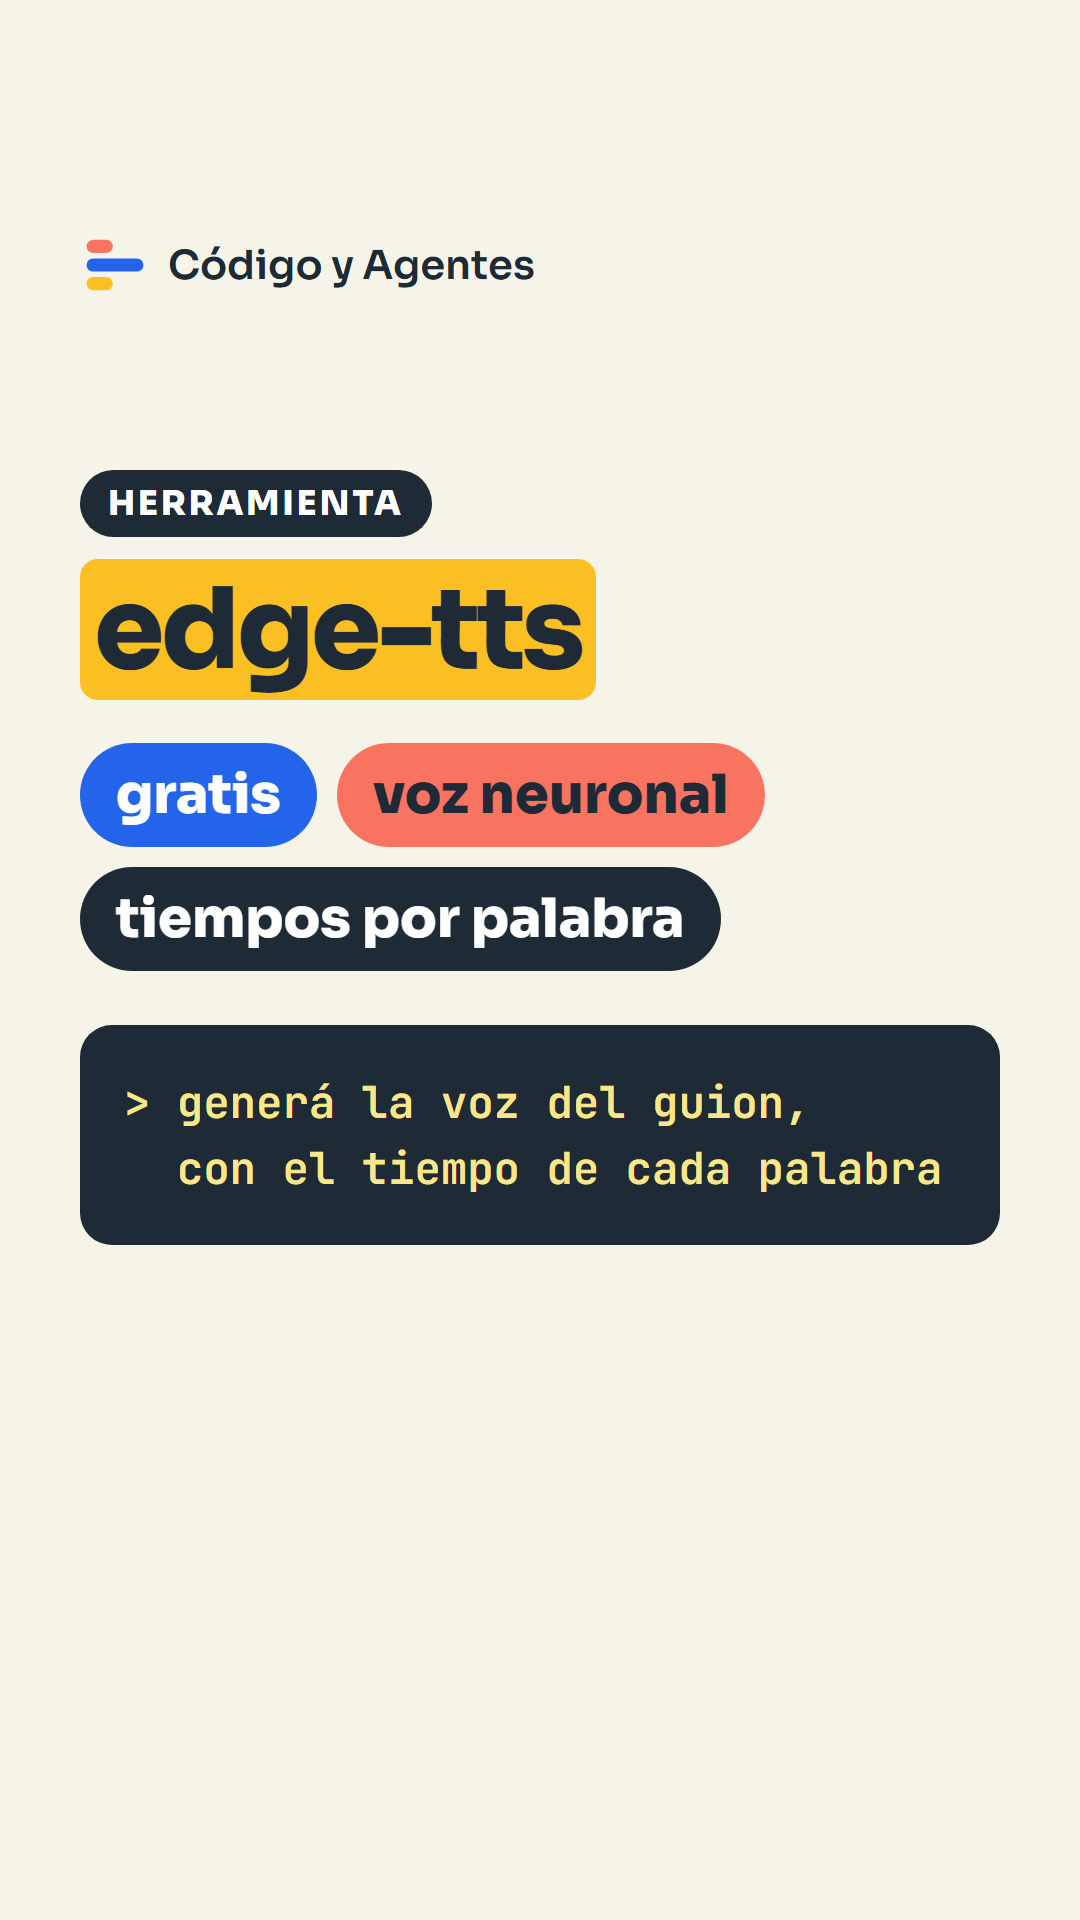 Código y Agentes
HERRAMIENTA
edge-tts
gratis
voz neuronal
tiempos por palabra
> generá la voz del guion,
con el tiempo de cada palabra